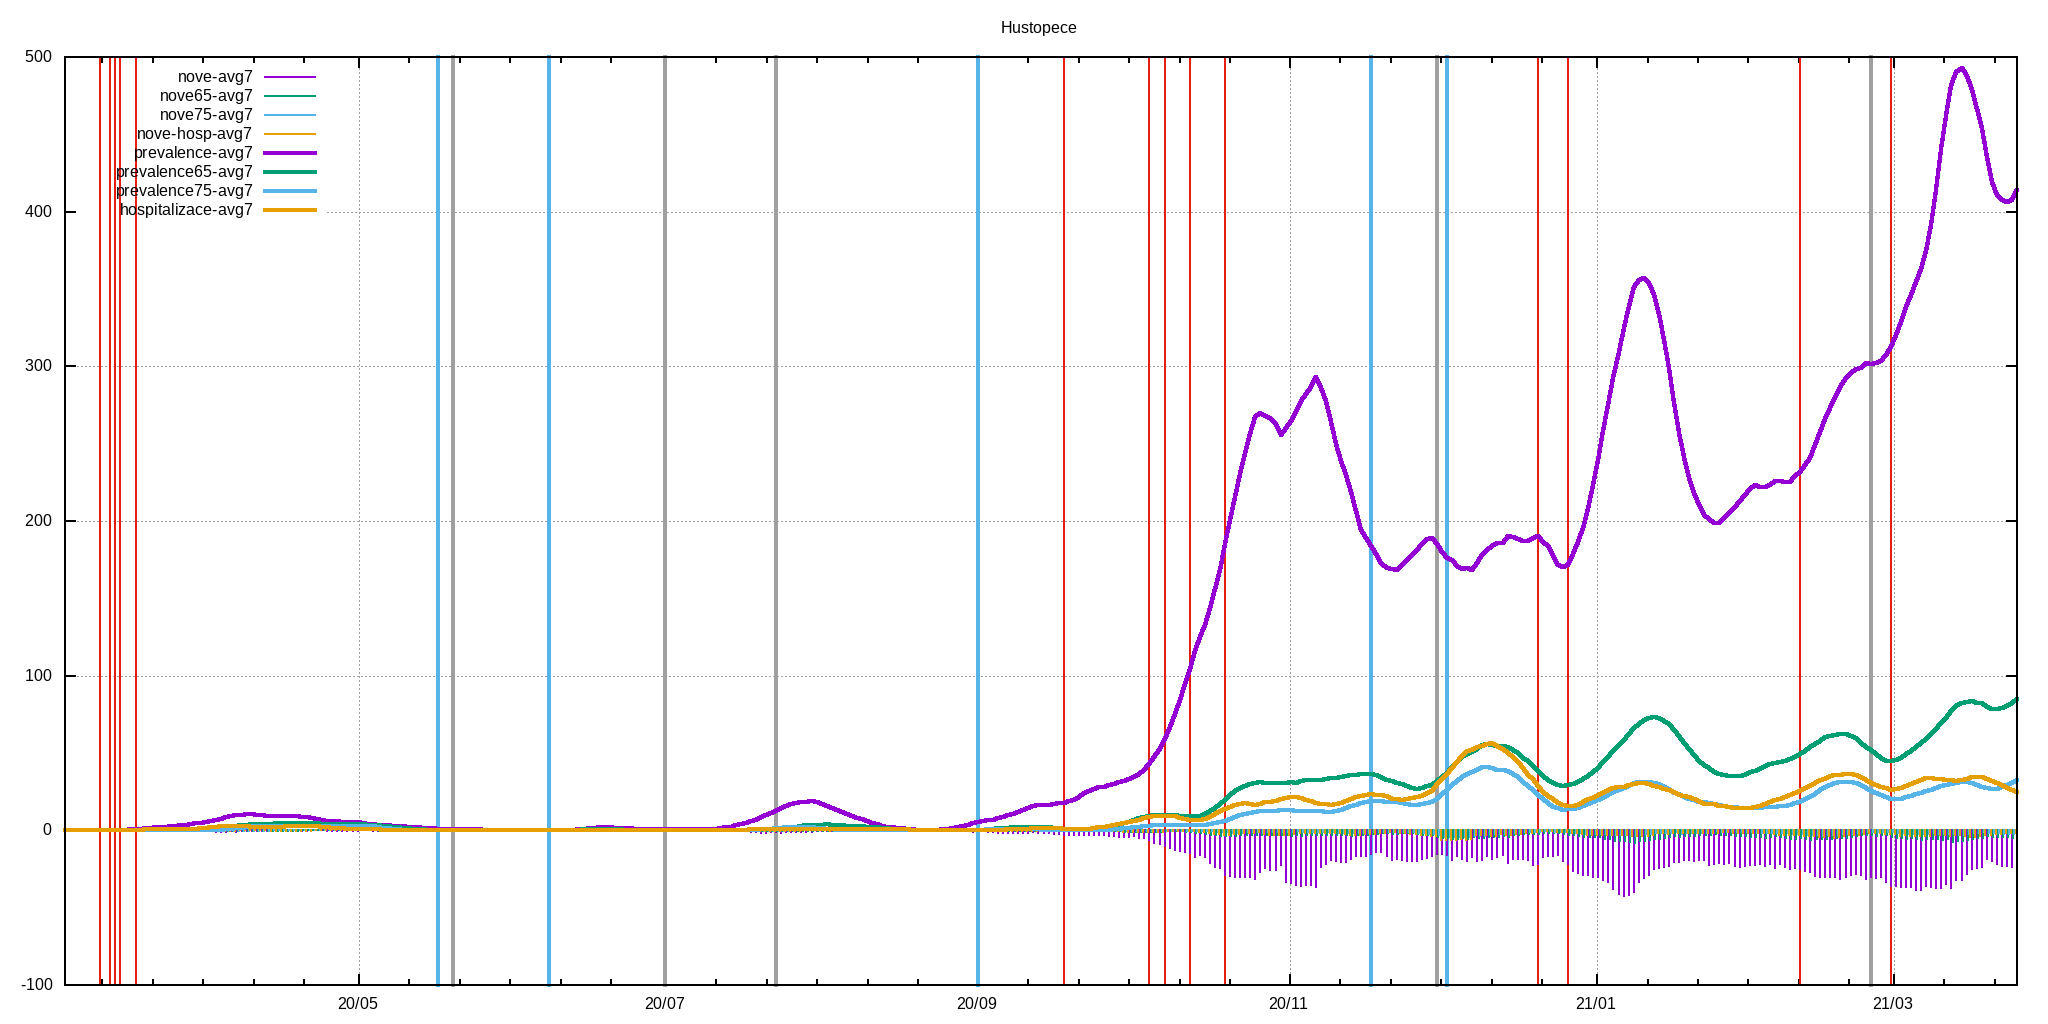 Hustopece
500
400
300
200
100
0
-100
nove-avg7
nove65-avg7
nove75-avg7
nove-hosp-avg7
prevalence-avg7
prevalence65-avg7
prevalence75-avg7
hospitalizace-avg7
20/05
20/07
20/09
20/11
21/01
21/03